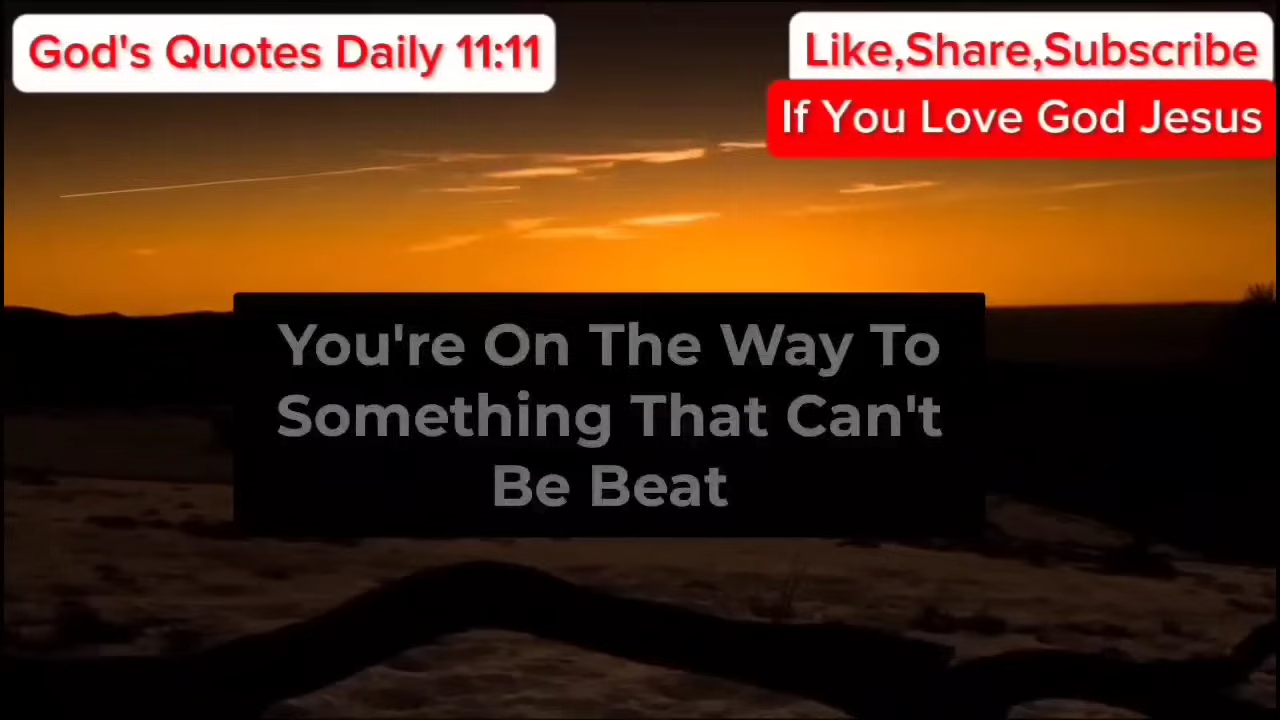 God's Quotes Daily 11:11
Like,Share,Subscribe
If You Love God Jesus
You're On The Way To
Something That Can't
Be Beat